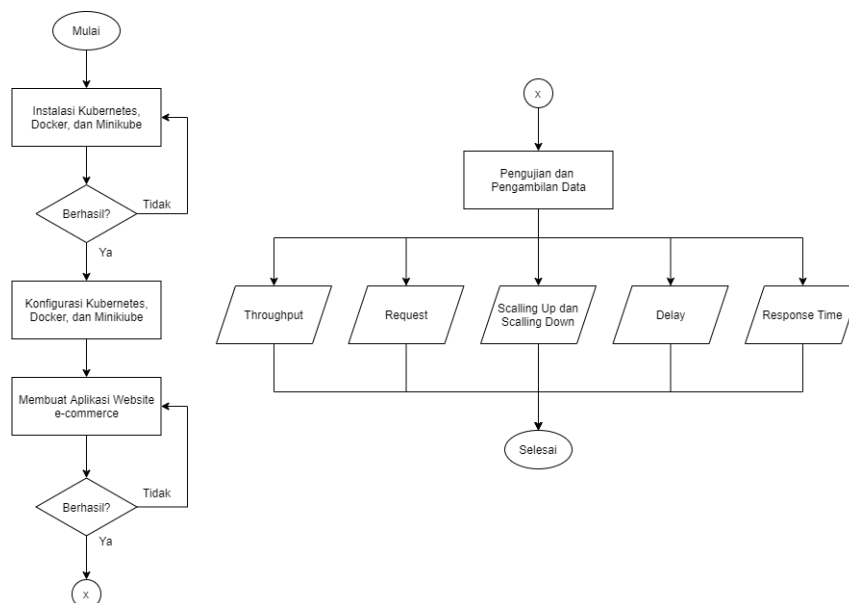 Mulai
Instalasi Kubernetes,
Docker, dan Minikube
Berhasil?
Tidak
Ya
Konfigurasi Kubernetes,
Docker, dan Minikiube
Membuat Aplikasi Website
e-commerce
Berhasil?
Tidak
Ya
x
x
Pengujian dan
Pengambilan Data
Throughput
Request
Scalling Up dan
Scalling Down
Delay
Response Time
Selesai